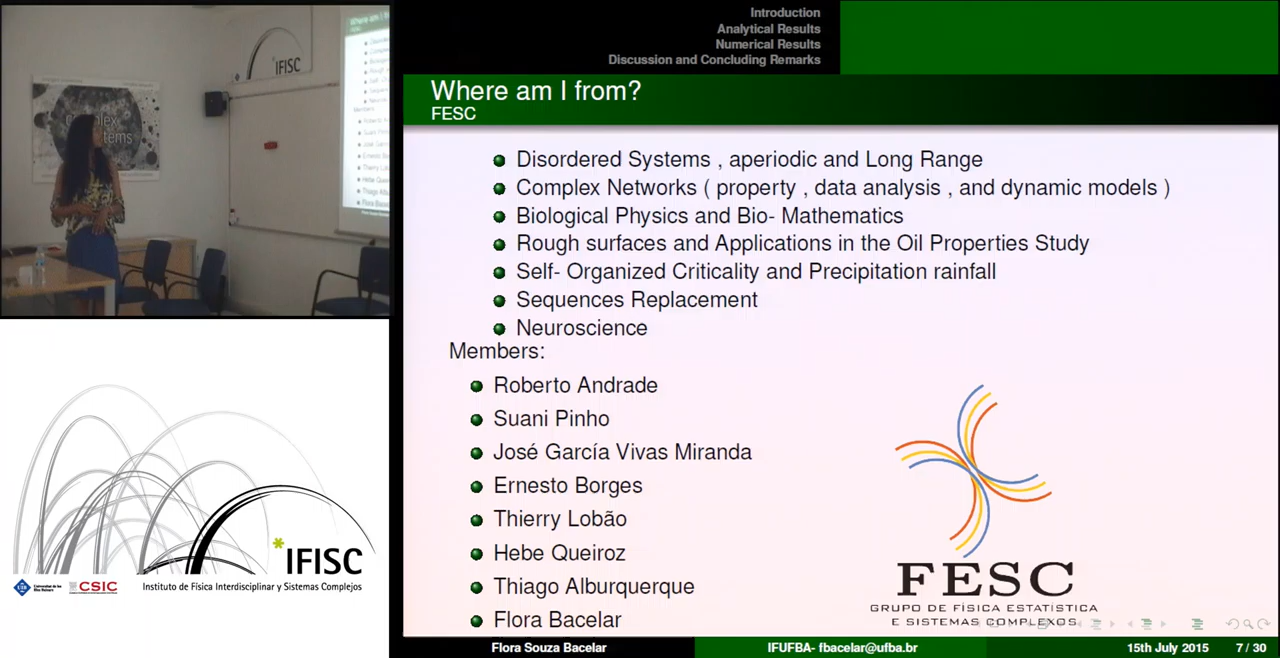 Introduction
Analytical Results
Numerical Results
Discussion and Concluding Remarks
Where am I from?
FESC
Disordered Systems , aperiodic and Long Range
Complex Networks ( property , data analysis , and dynamic models )
Biological Physics and Bio- Mathematics
Rough surfaces and Applications in the Oil Properties Study
Self- Organized Criticality and Precipitation rainfall
Sequences Replacement
Neuroscience
Members:
Roberto Andrade
Suani Pinho
José García Vivas Miranda
Ernesto Borges
Thierry Lobão
Hebe Queiroz
Thiago Alburquerque
Flora Bacelar
FESC
GRUPO DE FÍSICA ESTATÍSTICA
E SISTEMAS COMPLEXOS
Flora Souza Bacelar IFUFBA- fbacelar@ufba.br 15th July 2015 7 / 30
IFISC
Where am I
IFISC
CSIC
Instituto de Física Interdisciplinar y Sistemas Complejos